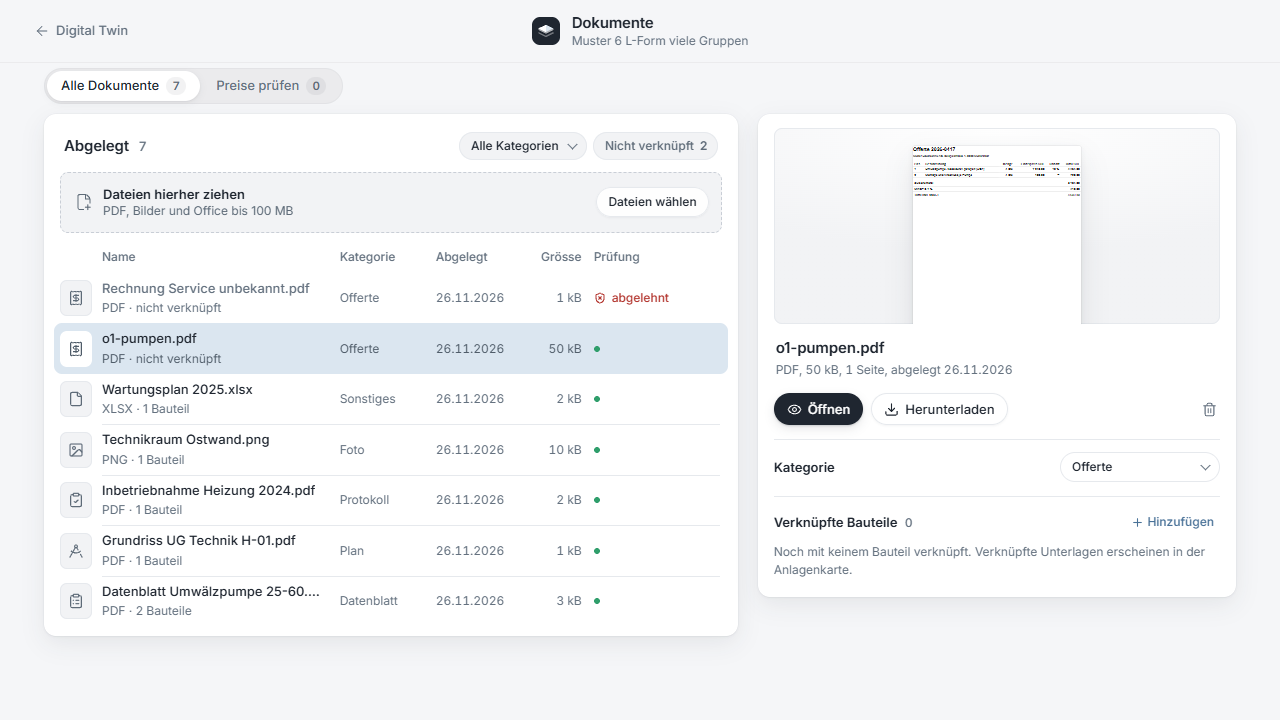 Digital Twin
Dokumente
Muster 6 L-Form viele Gruppen
Alle Dokumente 7
Preise prüfen 0
Abgelegt 7
Alle Kategorien
Nicht verknüpft 2
Dateien hierher ziehen
PDF, Bilder und Office bis 100 MB
Dateien wählen
Name Kategorie Abgelegt Grösse Prüfung
Rechnung Service unbekannt.pdf
PDF · nicht verknüpft
Offerte 26.11.2026 1 kB abgelehnt
o1-pumpen.pdf
PDF · nicht verknüpft
Offerte 26.11.2026 50 kB
Wartungsplan 2025.xlsx
XLSX · 1 Bauteil
Sonstiges 26.11.2026 2 kB
Technikraum Ostwand.png
PNG · 1 Bauteil
Foto 26.11.2026 10 kB
Inbetriebnahme Heizung 2024.pdf
PDF · 1 Bauteil
Protokoll 26.11.2026 2 kB
Grundriss UG Technik H-01.pdf
PDF · 1 Bauteil
Plan 26.11.2026 1 kB
Datenblatt Umwälzpumpe 25-60....
PDF · 2 Bauteile
Datenblatt 26.11.2026 3 kB
Offerte 2026-0417
o1-pumpen.pdf
PDF, 50 kB, 1 Seite, abgelegt 26.11.2026
Öffnen
Herunterladen
Kategorie
Offerte
Verknüpfte Bauteile 0
Hinzufügen
Noch mit keinem Bauteil verknüpft. Verknüpfte Unterlagen erscheinen in der
Anlagenkarte.